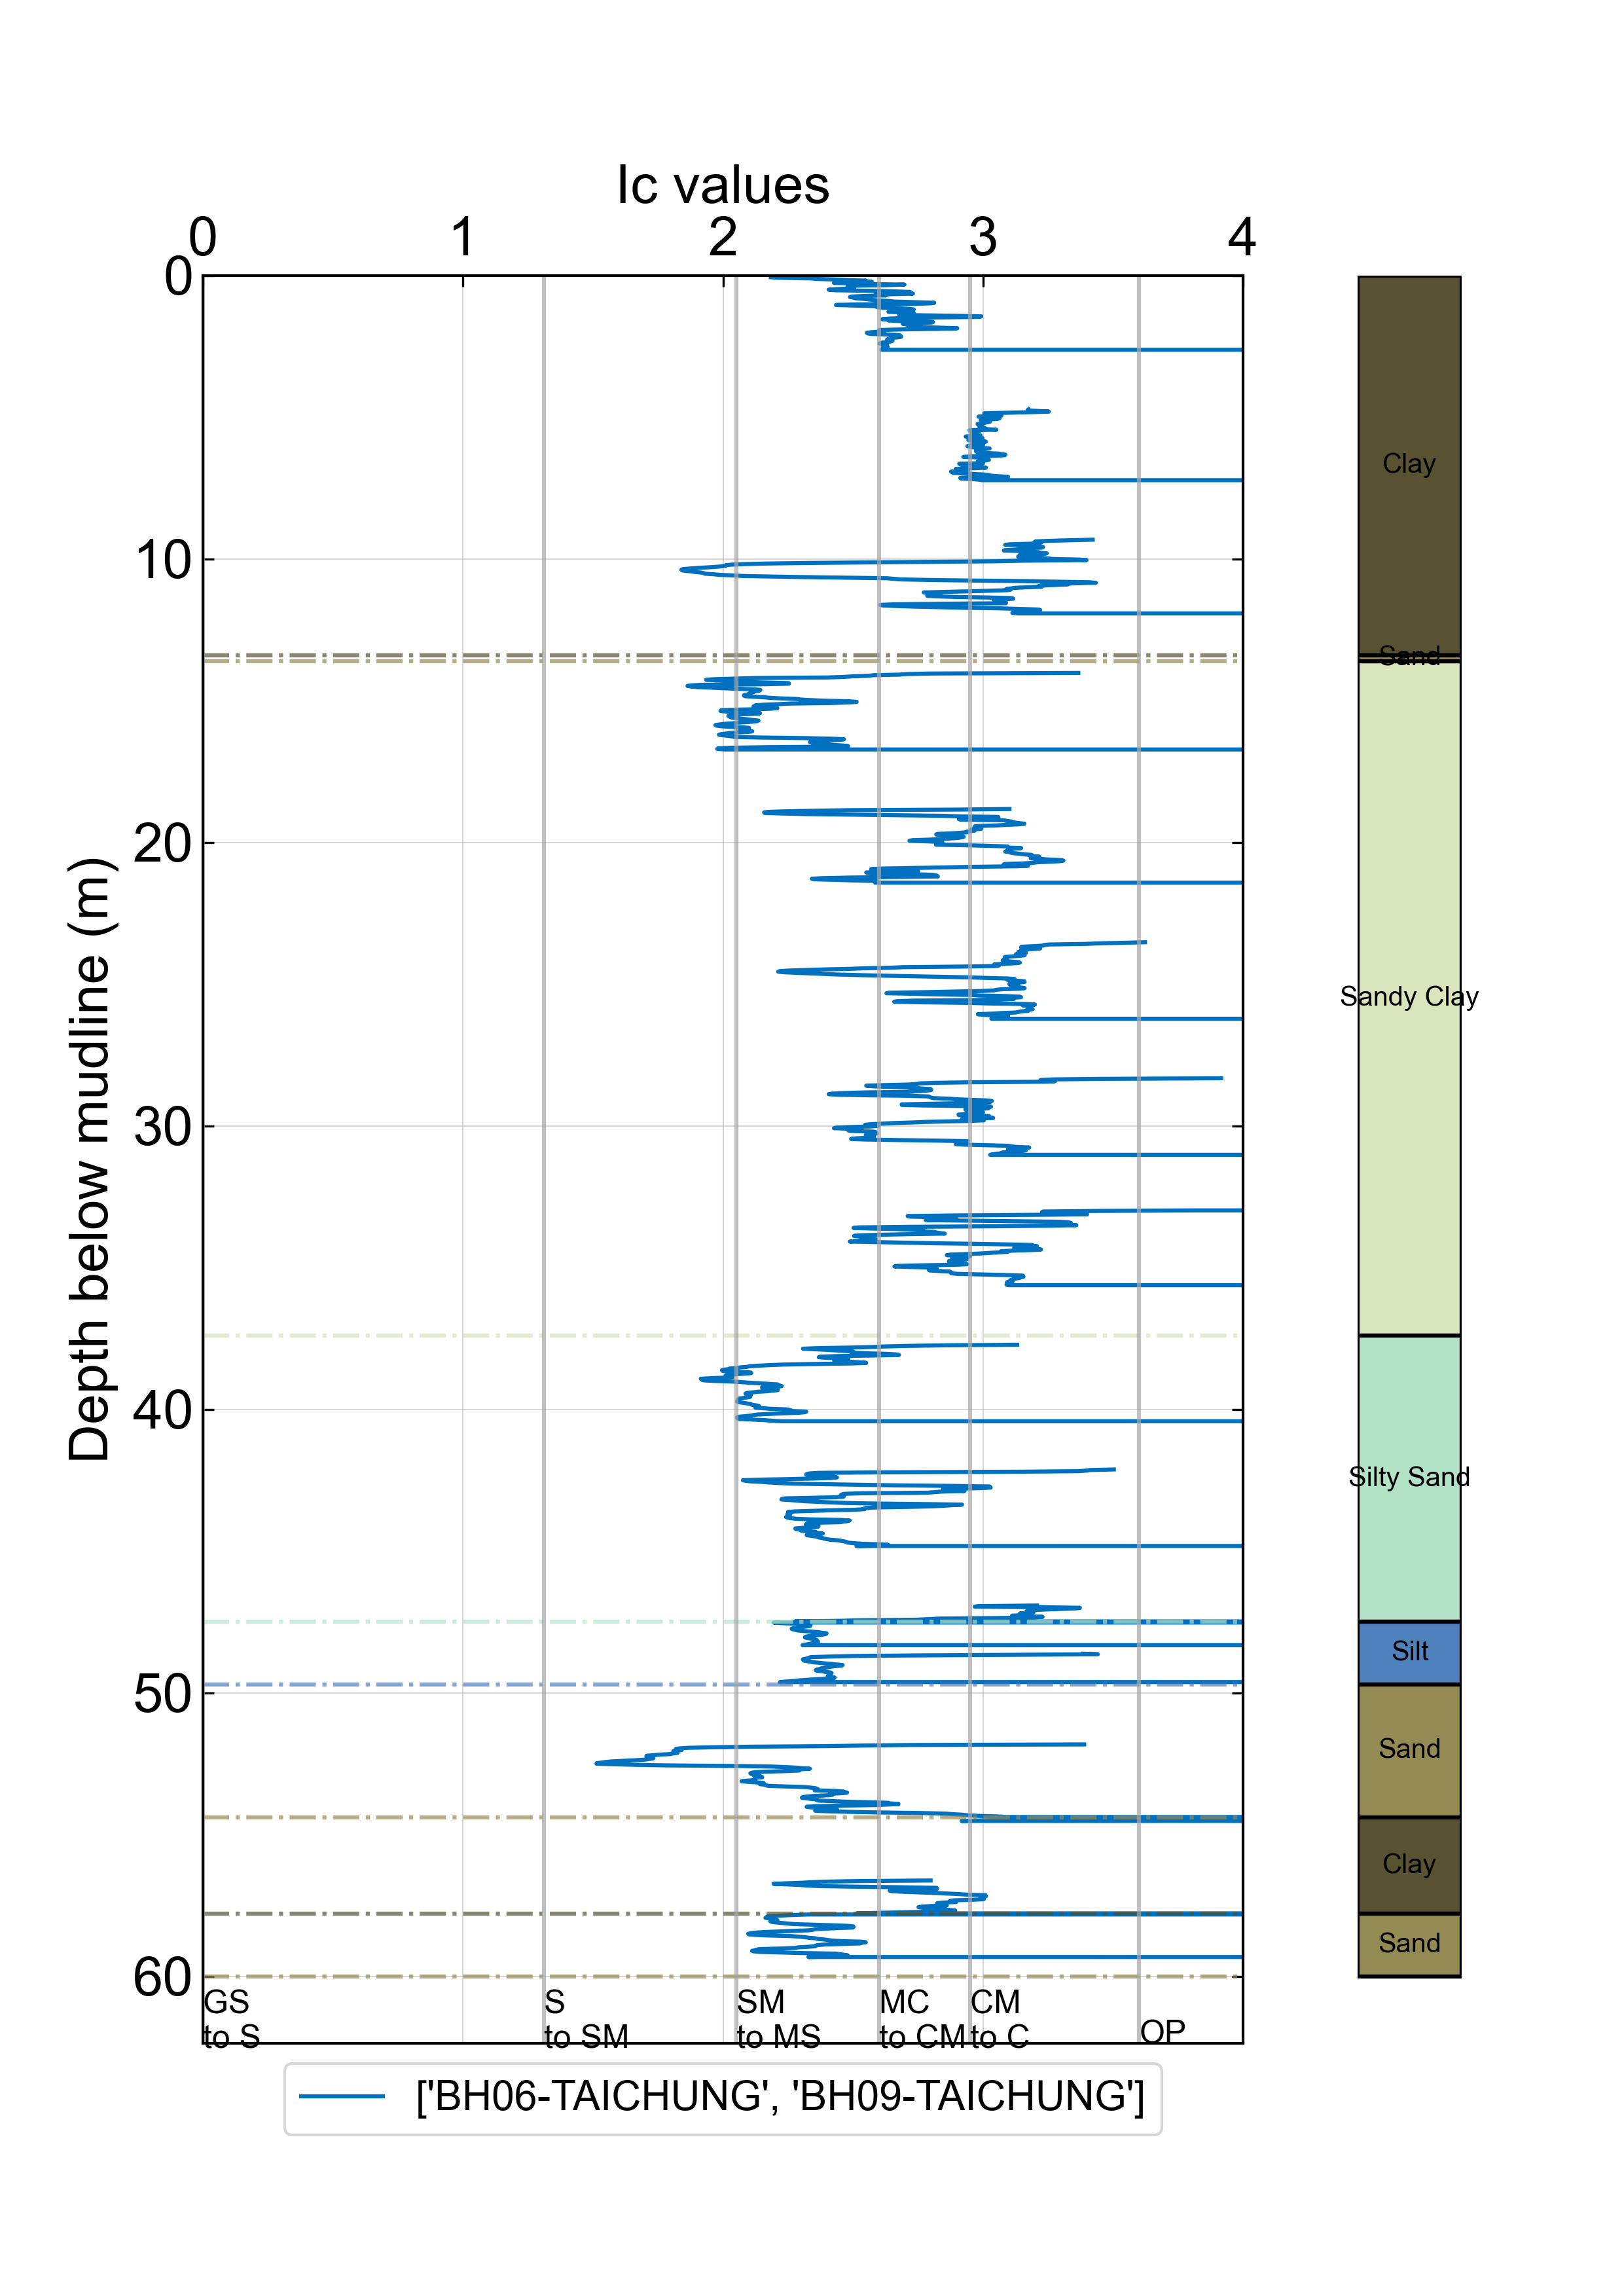 Ic values
0 1 2 3 4
0
10
20
30
40
50
60
Depth below mudline (m)
Clay
Sand
Sandy Clay
Silty Sand
Silt
Sand
Clay
Sand
GS
to S
S
to SM
SM
to MS
MC
to CM
CM
to C
OP
['BH06-TAICHUNG', 'BH09-TAICHUNG']